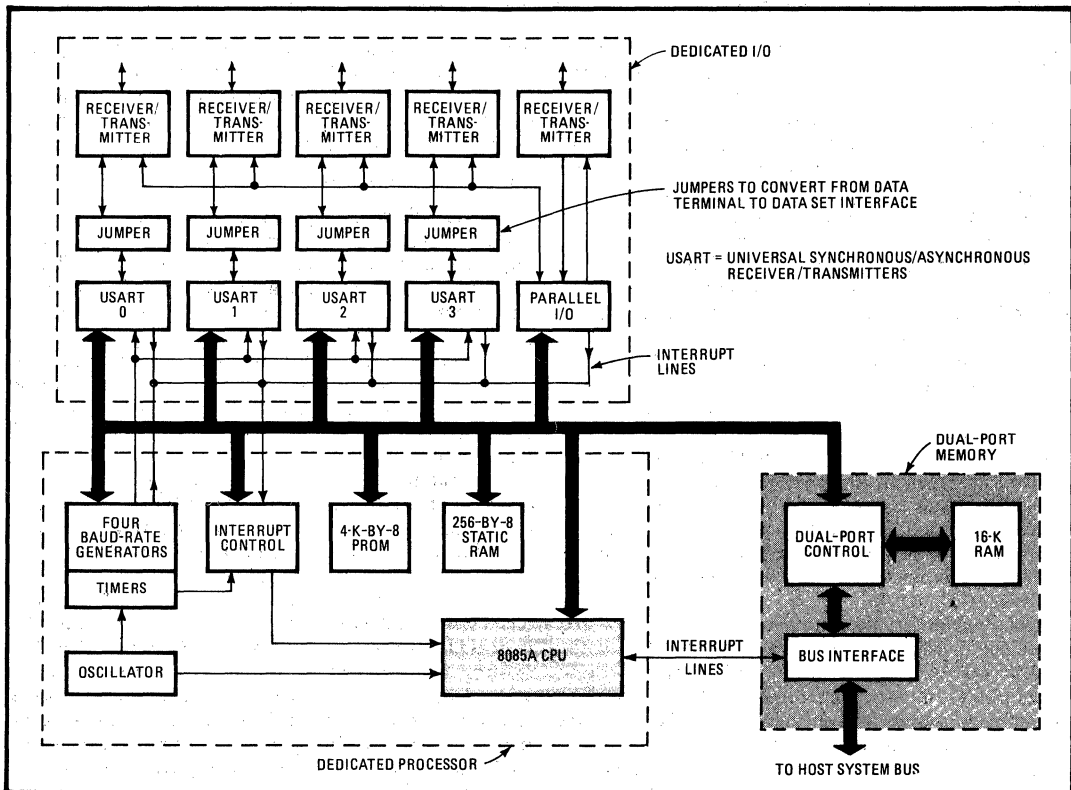 DEDICATED I/O
RECEIVER/
TRANS-
MITTER
RECEIVER/
TRANS-
MITTER
RECEIVER/
TRANS-
MITTER
RECEIVER/
TRANS-
MITTER
RECEIVER/
TRANS-
MITTER
JUMPERS TO CONVERT FROM DATA
TERMINAL TO DATA SET INTERFACE
JUMPER
JUMPER
JUMPER
JUMPER
USART = UNIVERSAL SYNCHRONOUS/ASYNCHRONOUS
RECEIVER/TRANSMITTERS
USART
0
USART
1
USART
2
USART
3
PARALLEL
I/O
INTERRUPT
LINES
DUAL-PORT
MEMORY
FOUR
BAUD-RATE
GENERATORS
TIMERS
INTERRUPT
CONTROL
4-K-BY-8
PROM
256-BY-8
STATIC
RAM
DUAL-PORT
CONTROL
16-K
RAM
OSCILLATOR
8085A CPU
INTERRUPT
LINES
BUS INTERFACE
DEDICATED PROCESSOR
TO HOST SYSTEM BUS